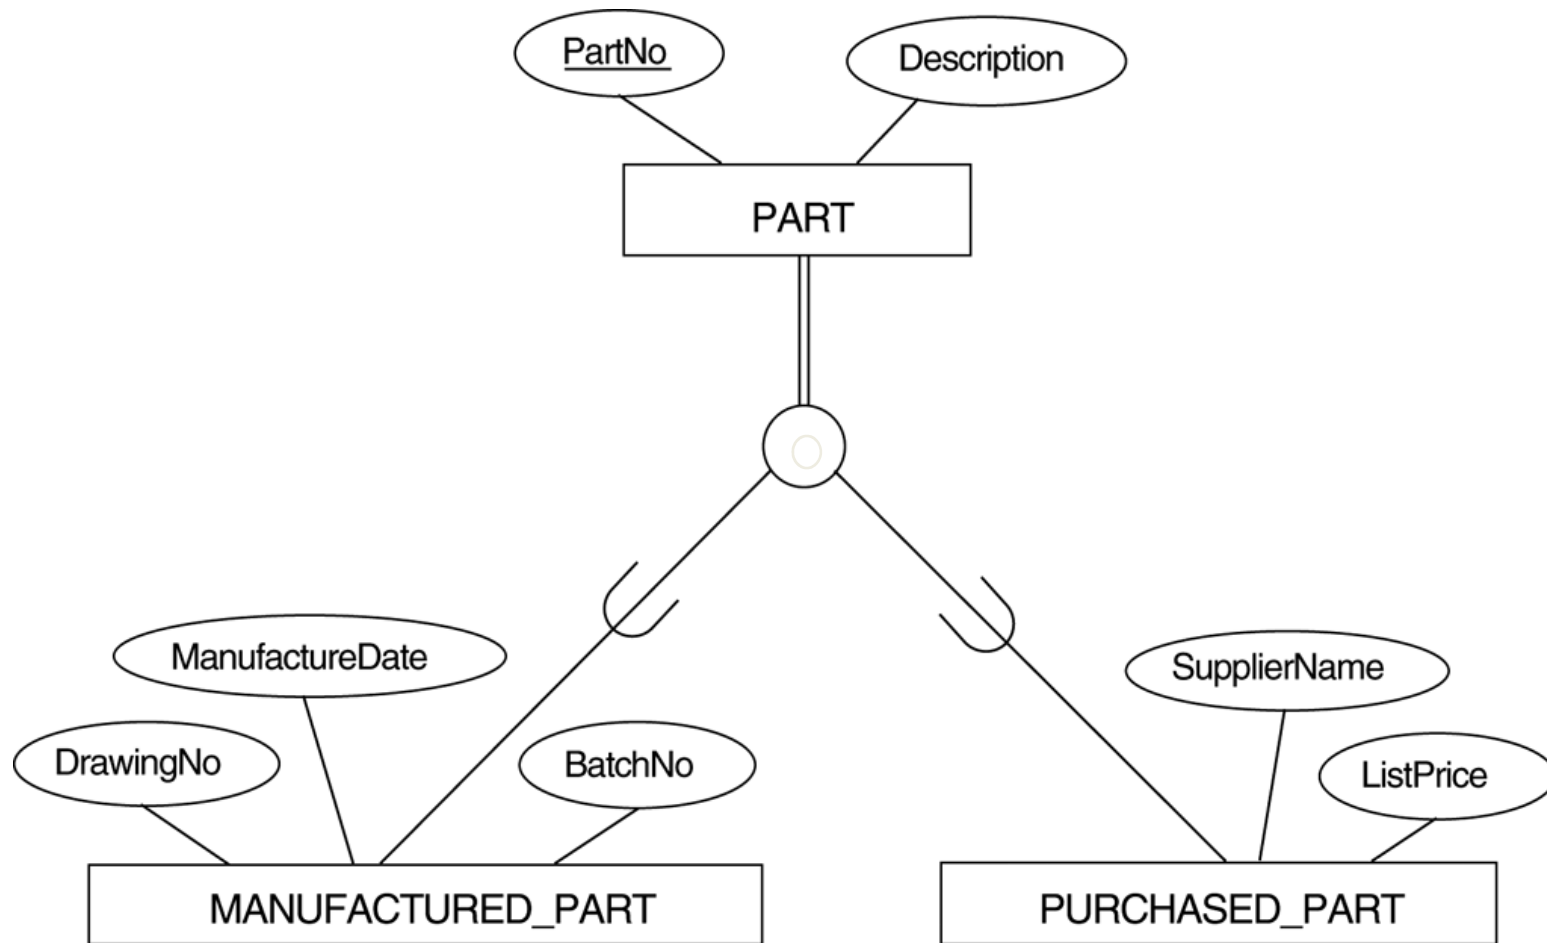 PartNo
Description
PART
o
ManufactureDate
SupplierName
DrawingNo
BatchNo
ListPrice
MANUFACTURED_PART
PURCHASED_PART